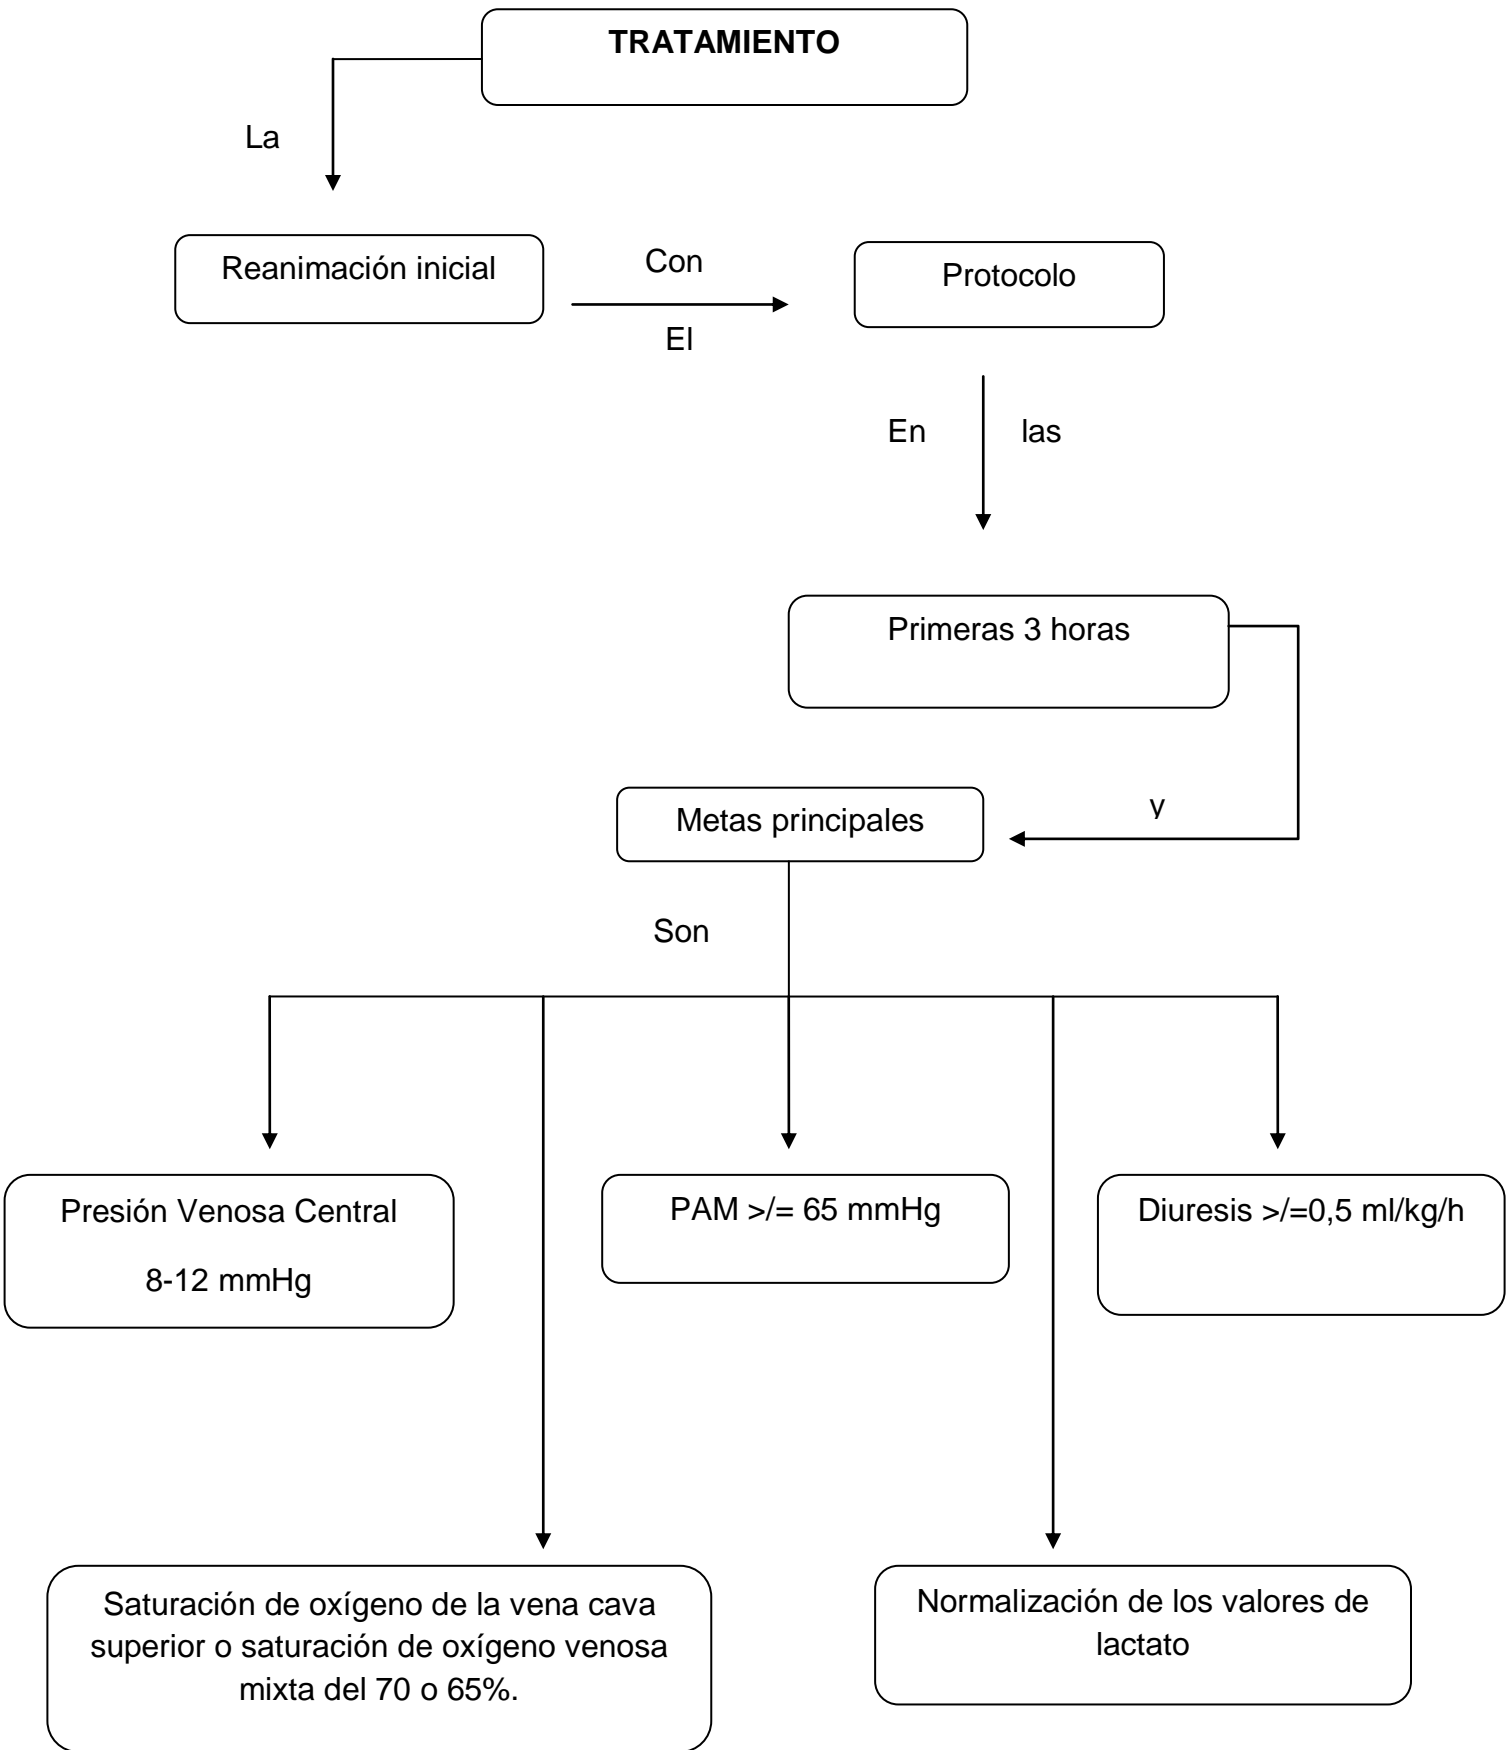 TRATAMIENTO
La
Reanimación inicial
Con
El
Protocolo
En las
Primeras 3 horas
y
Metas principales
Son
Presión Venosa Central
8-12 mmHg
PAM >/= 65 mmHg
Diuresis >/=0,5 ml/kg/h
Saturación de oxígeno de la vena cava
superior o saturación de oxígeno venosa
mixta del 70 o 65%.
Normalización de los valores de
lactato